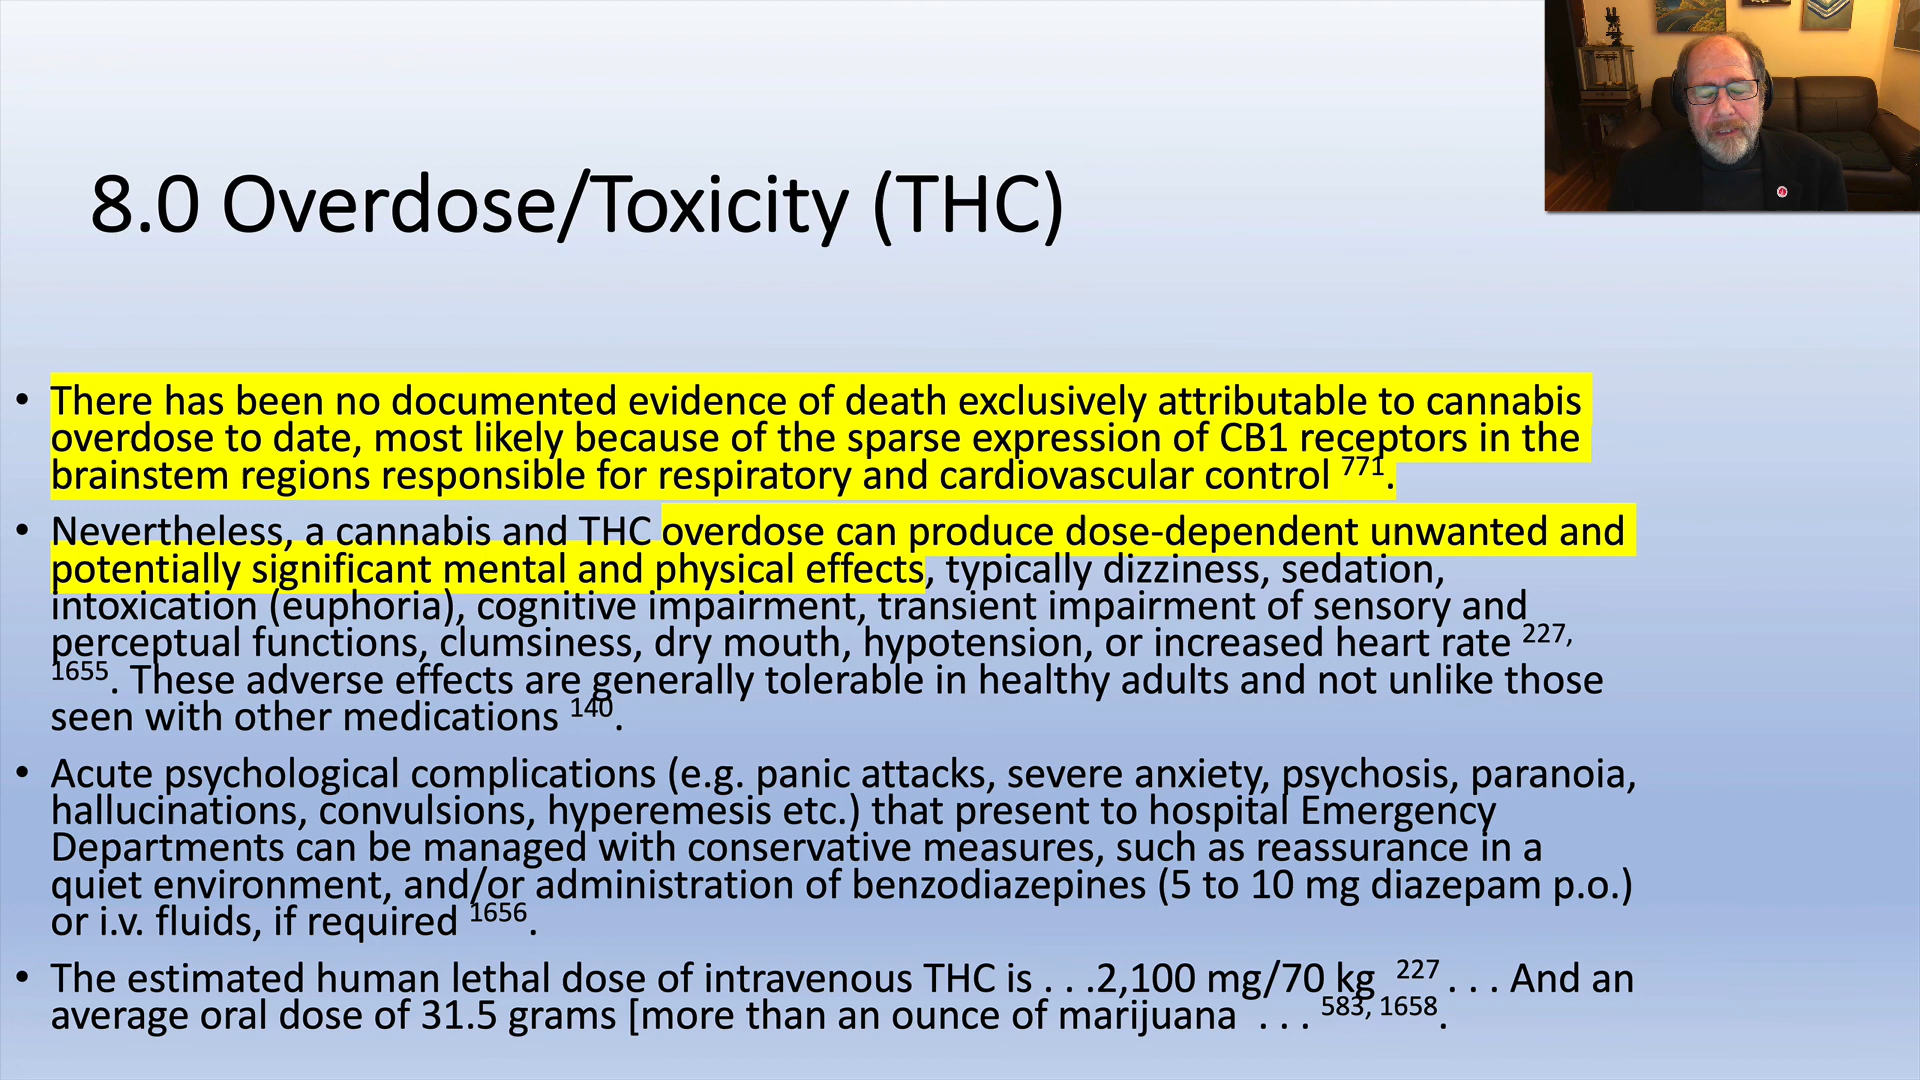 8.0 Overdose/Toxicity (THC)
• There has been no documented evidence of death exclusively attributable to cannabis
overdose to date, most likely because of the sparse expression of CB1 receptors in the
brainstem regions responsible for respiratory and cardiovascular control 771.
• Nevertheless, a cannabis and THC overdose can produce dose-dependent unwanted and
potentially significant mental and physical effects, typically dizziness, sedation,
intoxication (euphoria), cognitive impairment, transient impairment of sensory and
perceptual functions, clumsiness, dry mouth, hypotension, or increased heart rate 227,
1655. These adverse effects are generally tolerable in healthy adults and not unlike those
seen with other medications 140.
• Acute psychological complications (e.g. panic attacks, severe anxiety, psychosis, paranoia,
hallucinations, convulsions, hyperemesis etc.) that present to hospital Emergency
Departments can be managed with conservative measures, such as reassurance in a
quiet environment, and/or administration of benzodiazepines (5 to 10 mg diazepam p.o.)
or i.v. fluids, if required 1656.
• The estimated human lethal dose of intravenous THC is . . .2,100 mg/70 kg 227 . . . And an
average oral dose of 31.5 grams [more than an ounce of marijuana . . . 583, 1658.